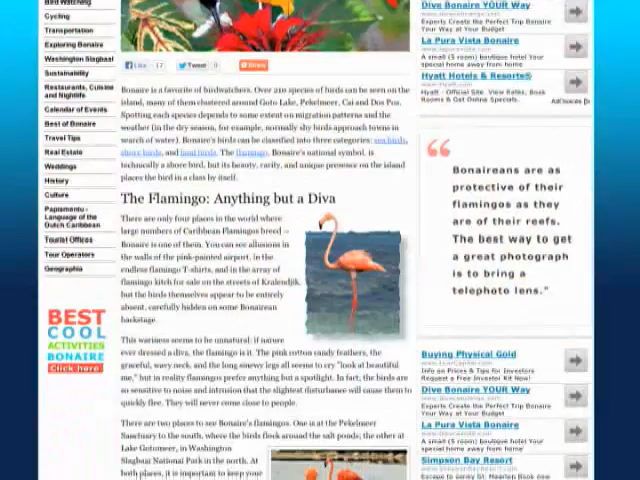 Bird Watching
Cycling
Transportation
Exploring Bonaire
Washington Slagbaai
Sustainability
Restaurants, Cuisine
and Nightlife
Calendar of Events
Best of Bonaire
Travel Tips
Real Estate
Weddings
History
Culture
Papiamentu -
Language of the
Dutch Caribbean
Tourist Offices
Tour Operators
Geographia
BEST
COOL
ACTIVITIES
BONAIRE
Click here
Like 17 Tweet 0 Share
Bonaire is a favorite of birdwatchers. Over 210 species of birds can be seen on the
island, many of them clustered around Goto Lake, Pekelmeer, Cai and Dos Pos.
Spotting each species depends to some extent on migration patterns and the
weather (in the dry season, for example, normally shy birds approach towns in
search of water). Bonaire's birds can be classified into three categories: sea birds,
shore birds, and land birds. The flamingo, Bonaire's national symbol, is
technically a shore bird, but its beauty, rarity, and unique presence on the island
places the bird in a class by itself.
The Flamingo: Anything but a Diva
There are only four places in the world where
large numbers of Caribbean Flamingos breed --
Bonaire is one of them. You can see allusions in
the walls of the pink-painted airport, in the
endless flamingo T-shirts, and in the array of
flamingo kitch for sale on the streets of Kralendijk,
but the birds themselves appear to be entirely
absent, carefully hidden on some Bonairean
backstage.
This wariness seems to be unnatural: if nature
ever dressed a diva, the flamingo is it. The pink cotton candy feathers, the
graceful, wavy neck, and the long sinewy legs all seems to cry "look at beautiful
me," but in reality flamingos prefer anything but a spotlight. In fact, the birds are
so sensitive to noise and intrusion that the slightest disturbance will cause them to
quickly flee. They will never come close to people.
There are two places to see Bonaire's flamingos. One is at the Pekelmeer
Sanctuary to the south, where the birds flock around the salt ponds; the other at
Lake Gotomeer, in Washington
Slagbaai National Park in the north. At
both places, it is important to keep your
Dive Bonaire YOUR Way
Experts Create the Perfect Trip Bonaire
Way at Your Budget
La Pura Vista Bonaire
A small (5 room) boutique hotel Your
special home away from home.
Hyatt Hotels & Resorts®
Hyatt - Official Site. View Rates, Book
Rooms & Get Online Specials.
AdChoices
“
Bonaireans are as
protective of their
flamingos as they
are of their reefs.
The best way to get
a great photograph
is to bring a
telephoto lens."
Buying Physical Gold
Info on Prices & Tips for Investors
Request a Free Investor Kit Now!
Dive Bonaire YOUR Way
Experts Create the Perfect Trip Bonaire
Way at Your Budget
La Pura Vista Bonaire
A small (5 room) boutique hotel Your
special home away from home.
Simpson Bay Resort
Escape to sunny St. Maarten Book now